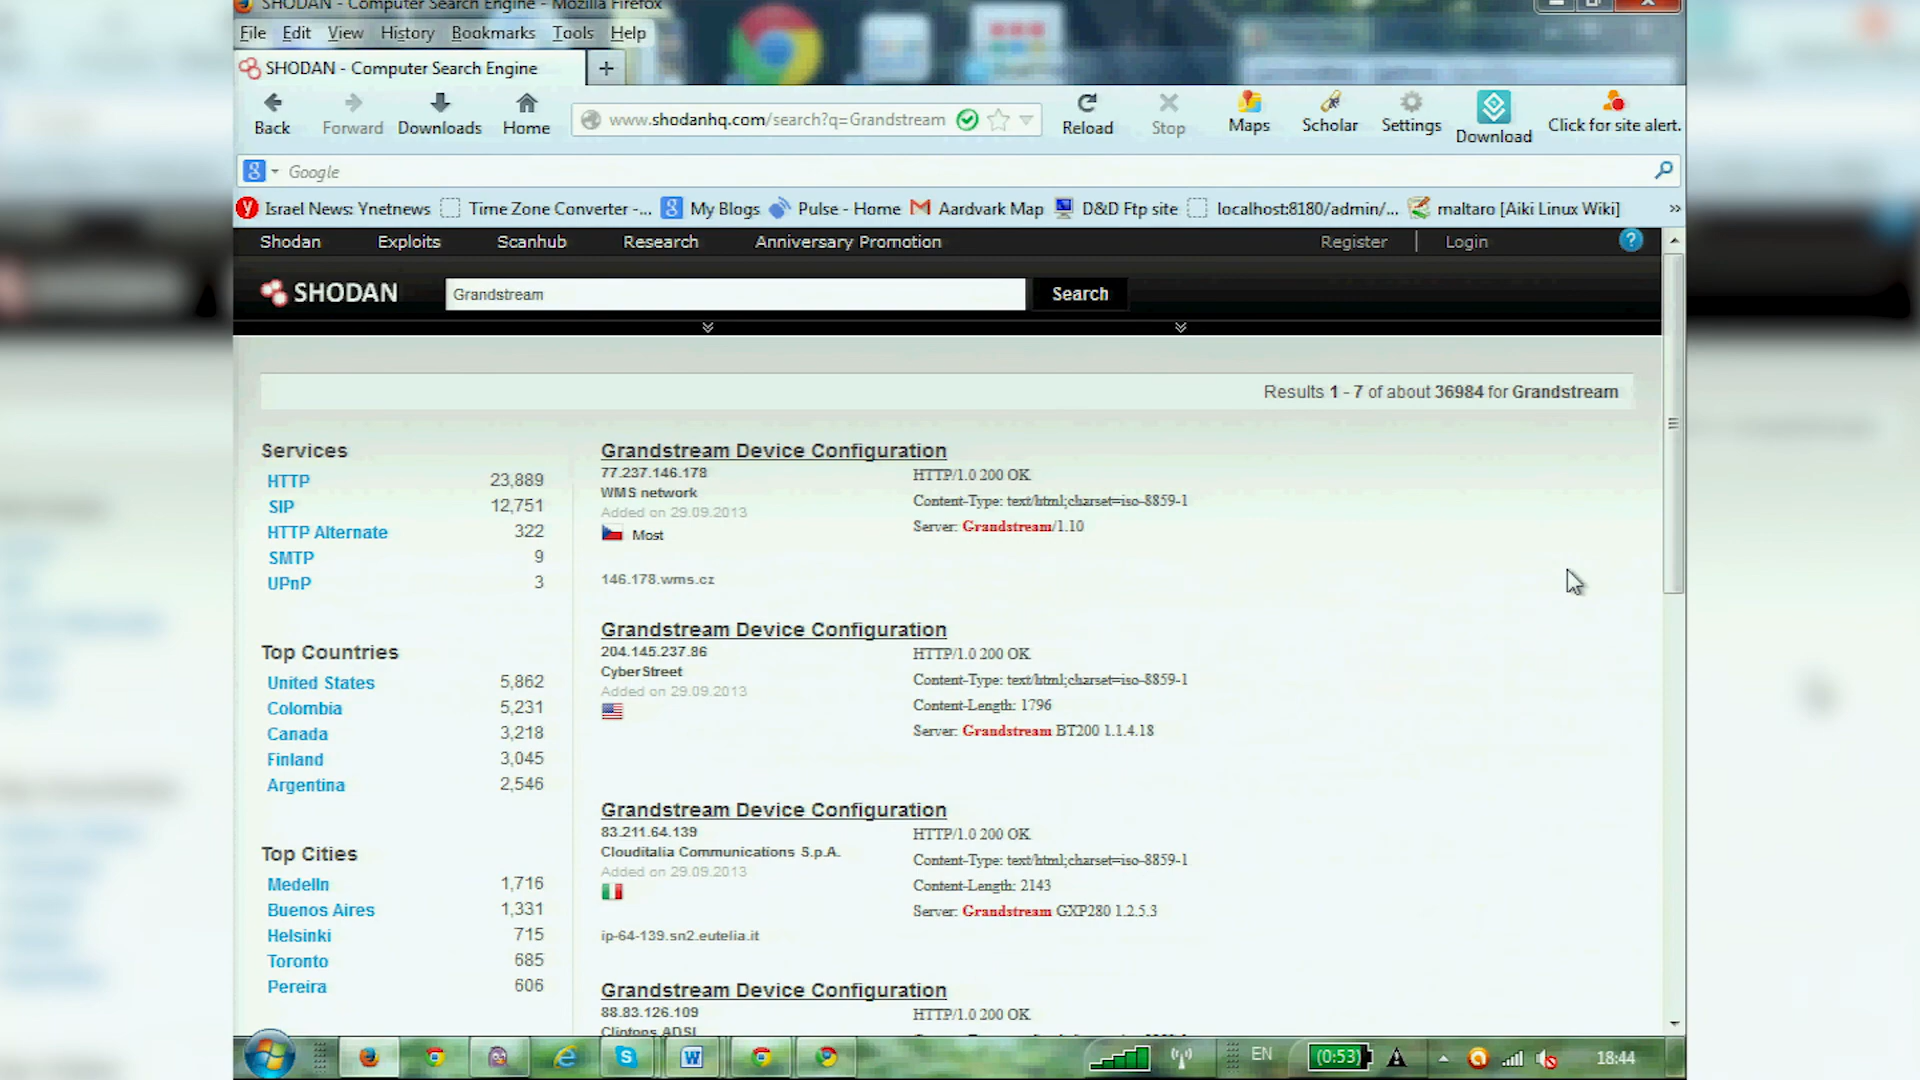 SHODAN - Computer Search Engine - Mozilla Firefox
File Edit View History Bookmarks Tools Help
SHODAN - Computer Search Engine
Back Forward Downloads Home www.shodanhq.com/search?q=Grandstream Reload Stop Maps Scholar Settings Download Click for site alert.
Google
Israel News: Ynetnews Time Zone Converter -... My Blogs Pulse - Home Aardvark Map D&D Ftp site localhost:8180/admin/... maltaro [Aiki Linux Wiki] »
Shodan Exploits Scanhub Research Anniversary Promotion Register | Login ?
SHODAN Grandstream Search
Results 1 - 7 of about 36984 for Grandstream
Services
HTTP 23,889
SIP 12,751
HTTP Alternate 322
SMTP 9
UPnP 3
Top Countries
United States 5,862
Colombia 5,231
Canada 3,218
Finland 3,045
Argentina 2,546
Top Cities
Medelln 1,716
Buenos Aires 1,331
Helsinki 715
Toronto 685
Pereira 606
Grandstream Device Configuration
77.237.146.178
WMS network
Added on 29.09.2013
Most
146.178.wms.cz
HTTP/1.0 200 OK
Content-Type: text/html;charset=iso-8859-1
Server: Grandstream/1.10
Grandstream Device Configuration
204.145.237.86
CyberStreet
Added on 29.09.2013
HTTP/1.0 200 OK
Content-Type: text/html;charset=iso-8859-1
Content-Length: 1796
Server: Grandstream BT200 1.1.4.18
Grandstream Device Configuration
83.211.64.139
Clouditalia Communications S.p.A.
Added on 29.09.2013
ip-64-139.sn2.eutelia.it
HTTP/1.0 200 OK
Content-Type: text/html;charset=iso-8859-1
Content-Length: 2143
Server: Grandstream GXP280 1.2.5.3
Grandstream Device Configuration
88.83.126.109
Clintons ADSL
HTTP/1.0 200 OK
EN (0:53) 18:44